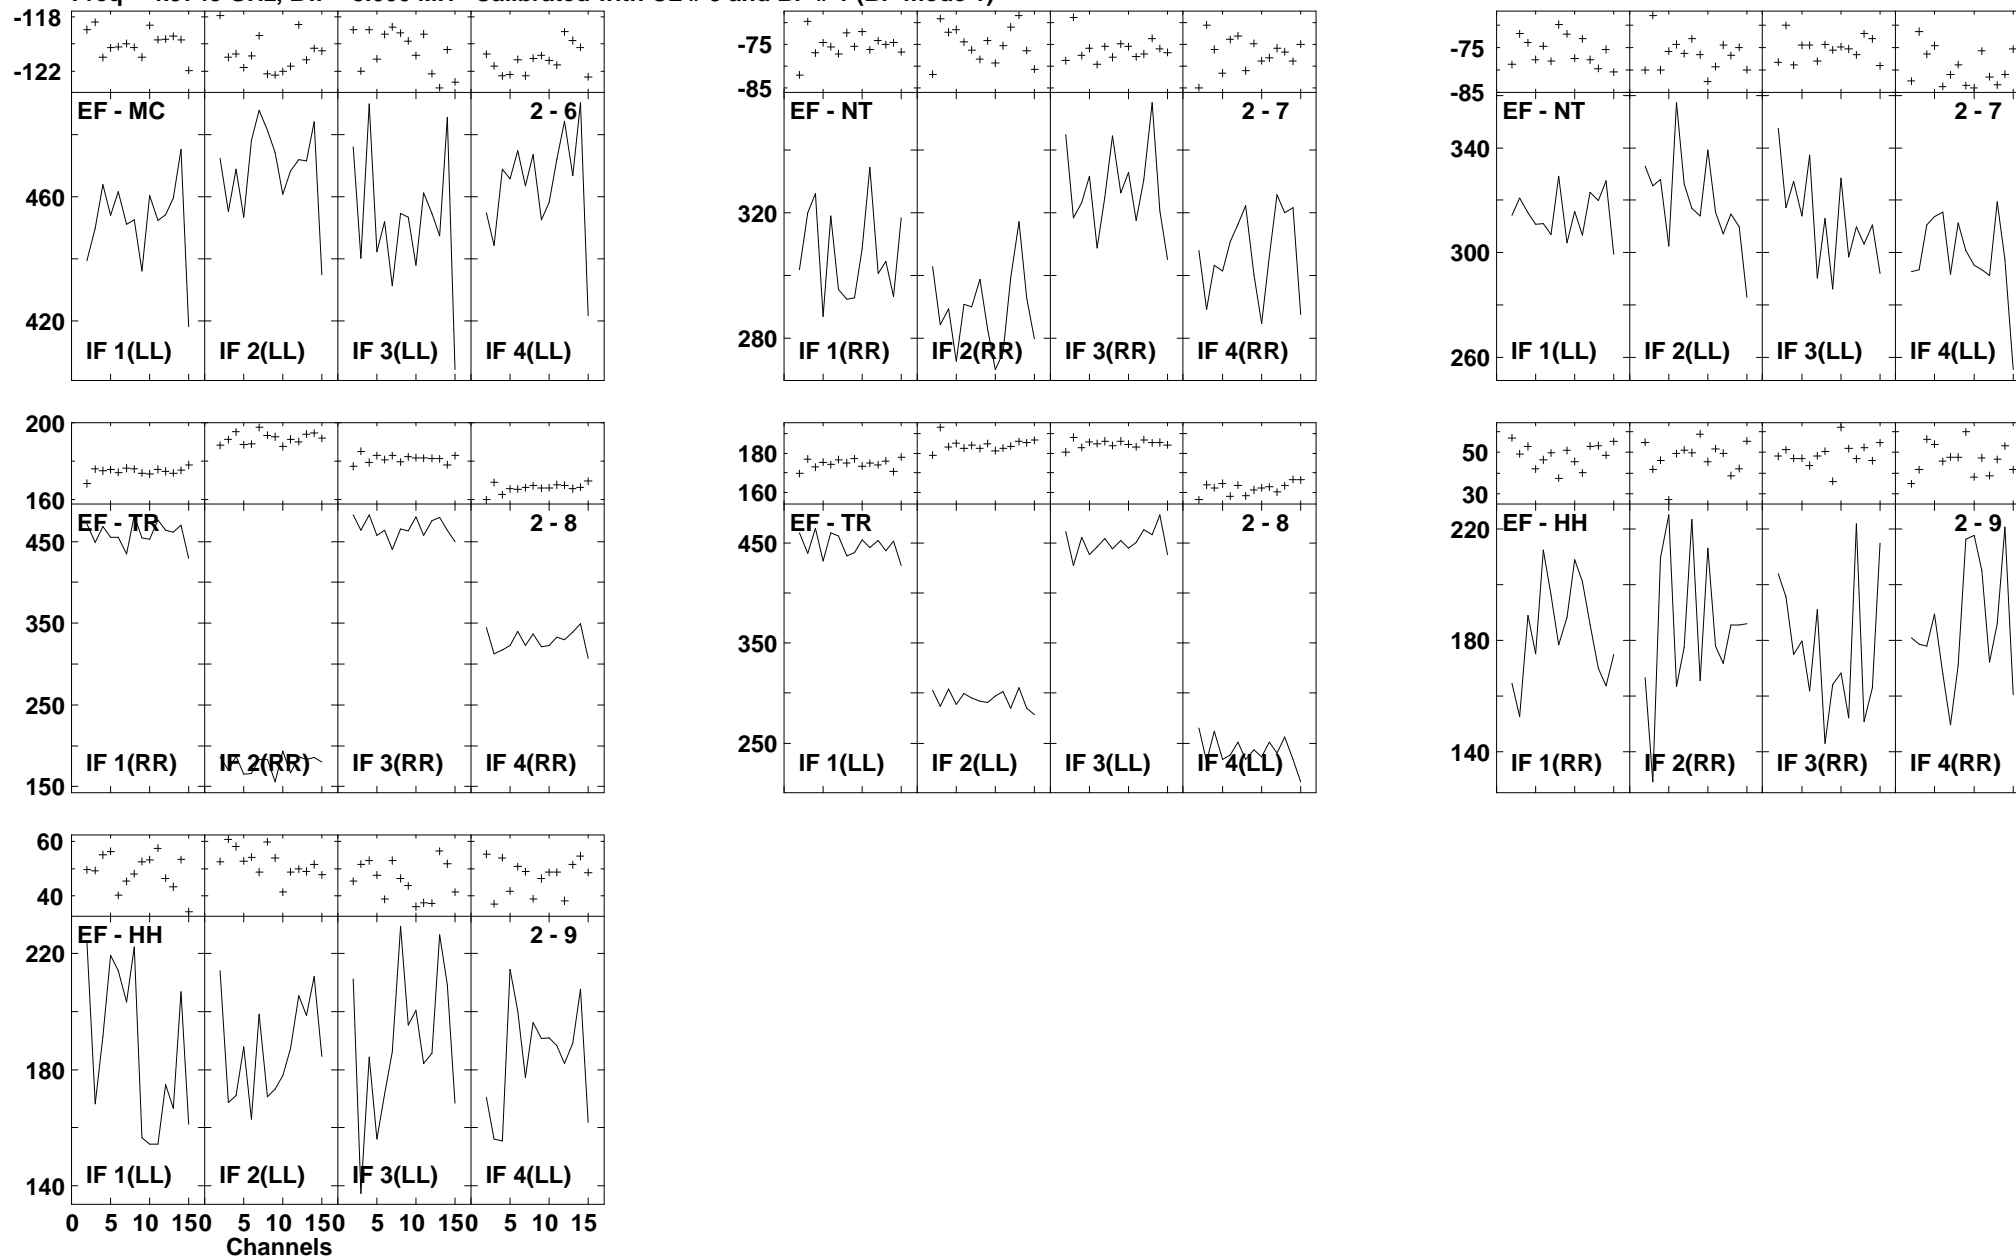 -118
-122
EF - MC 2 - 6
460
420
IF 1(LL) IF 2(LL) IF 3(LL) IF 4(LL)
-75
-85
EF - NT 2 - 7
320
280
IF 1(RR) IF 2(RR) IF 3(RR) IF 4(RR)
-75
-85
EF - NT 2 - 7
340
300
260
IF 1(LL) IF 2(LL) IF 3(LL) IF 4(LL)
200
160
EF - TR 2 - 8
450
350
250
150
IF 1(RR) IF 2(RR) IF 3(RR) IF 4(RR)
180
160
EF - TR 2 - 8
450
350
250
IF 1(LL) IF 2(LL) IF 3(LL) IF 4(LL)
50
30
EF - HH 2 - 9
220
180
140
IF 1(RR) IF 2(RR) IF 3(RR) IF 4(RR)
60
40
EF - HH 2 - 9
220
180
140
IF 1(LL) IF 2(LL) IF 3(LL) IF 4(LL)
0 5 10 150 5 10 150 5 10 150 5 10 15
Channels